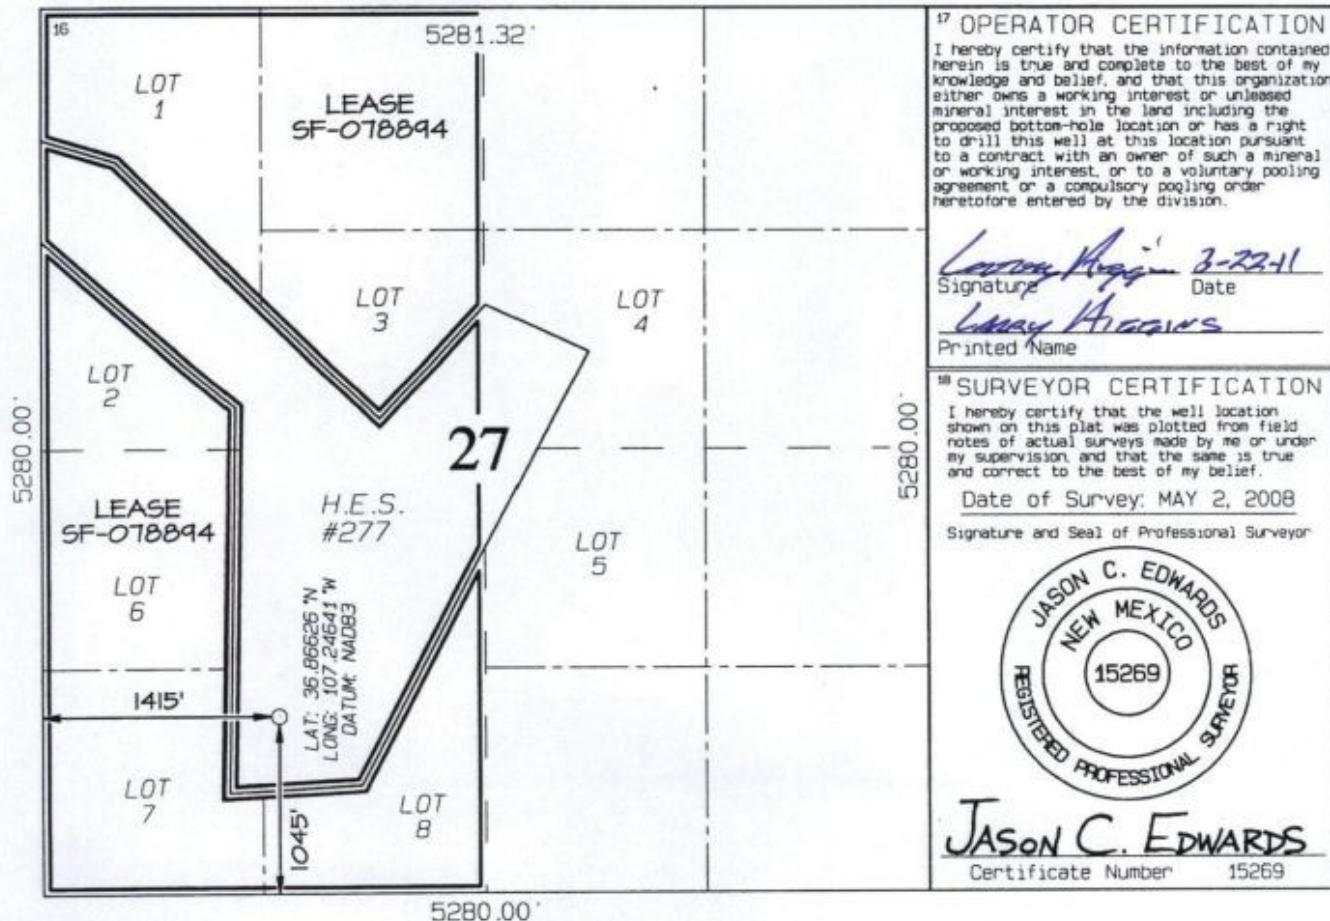 16
5281.32'
LOT
1
LEASE
SF-078894
LOT
3
LOT
4
LOT
2
27
5280.00'
5280.00'
LEASE
SF-078894
H.E.S.
#277
LOT
5
LOT
6
LAT: 36.86626°N
LONG: 107.24641°W
DATUM: NAD83
1415'
LOT
7
LOT
8
1045'
5280.00'
17 OPERATOR CERTIFICATION
I hereby certify that the information contained
herein is true and complete to the best of my
knowledge and belief, and that this organization
either owns a working interest or unleased
mineral interest in the land including the
proposed bottom-hole location or has a right
to drill this well at this location pursuant
to a contract with an owner of such a mineral
or working interest, or to a voluntary pooling
agreement or a compulsory pooling order
heretofore entered by the division.
Larry Higgins 3-22-11
Signature Date
LARRY HIGGINS
Printed Name
18 SURVEYOR CERTIFICATION
I hereby certify that the well location
shown on this plat was plotted from field
notes of actual surveys made by me or under
my supervision, and that the same is true
and correct to the best of my belief.
Date of Survey: MAY 2, 2008
Signature and Seal of Professional Surveyor
JASON C. EDWARDS
NEW MEXICO
15269
REGISTERED PROFESSIONAL SURVEYOR
JASON C. EDWARDS
Certificate Number 15269